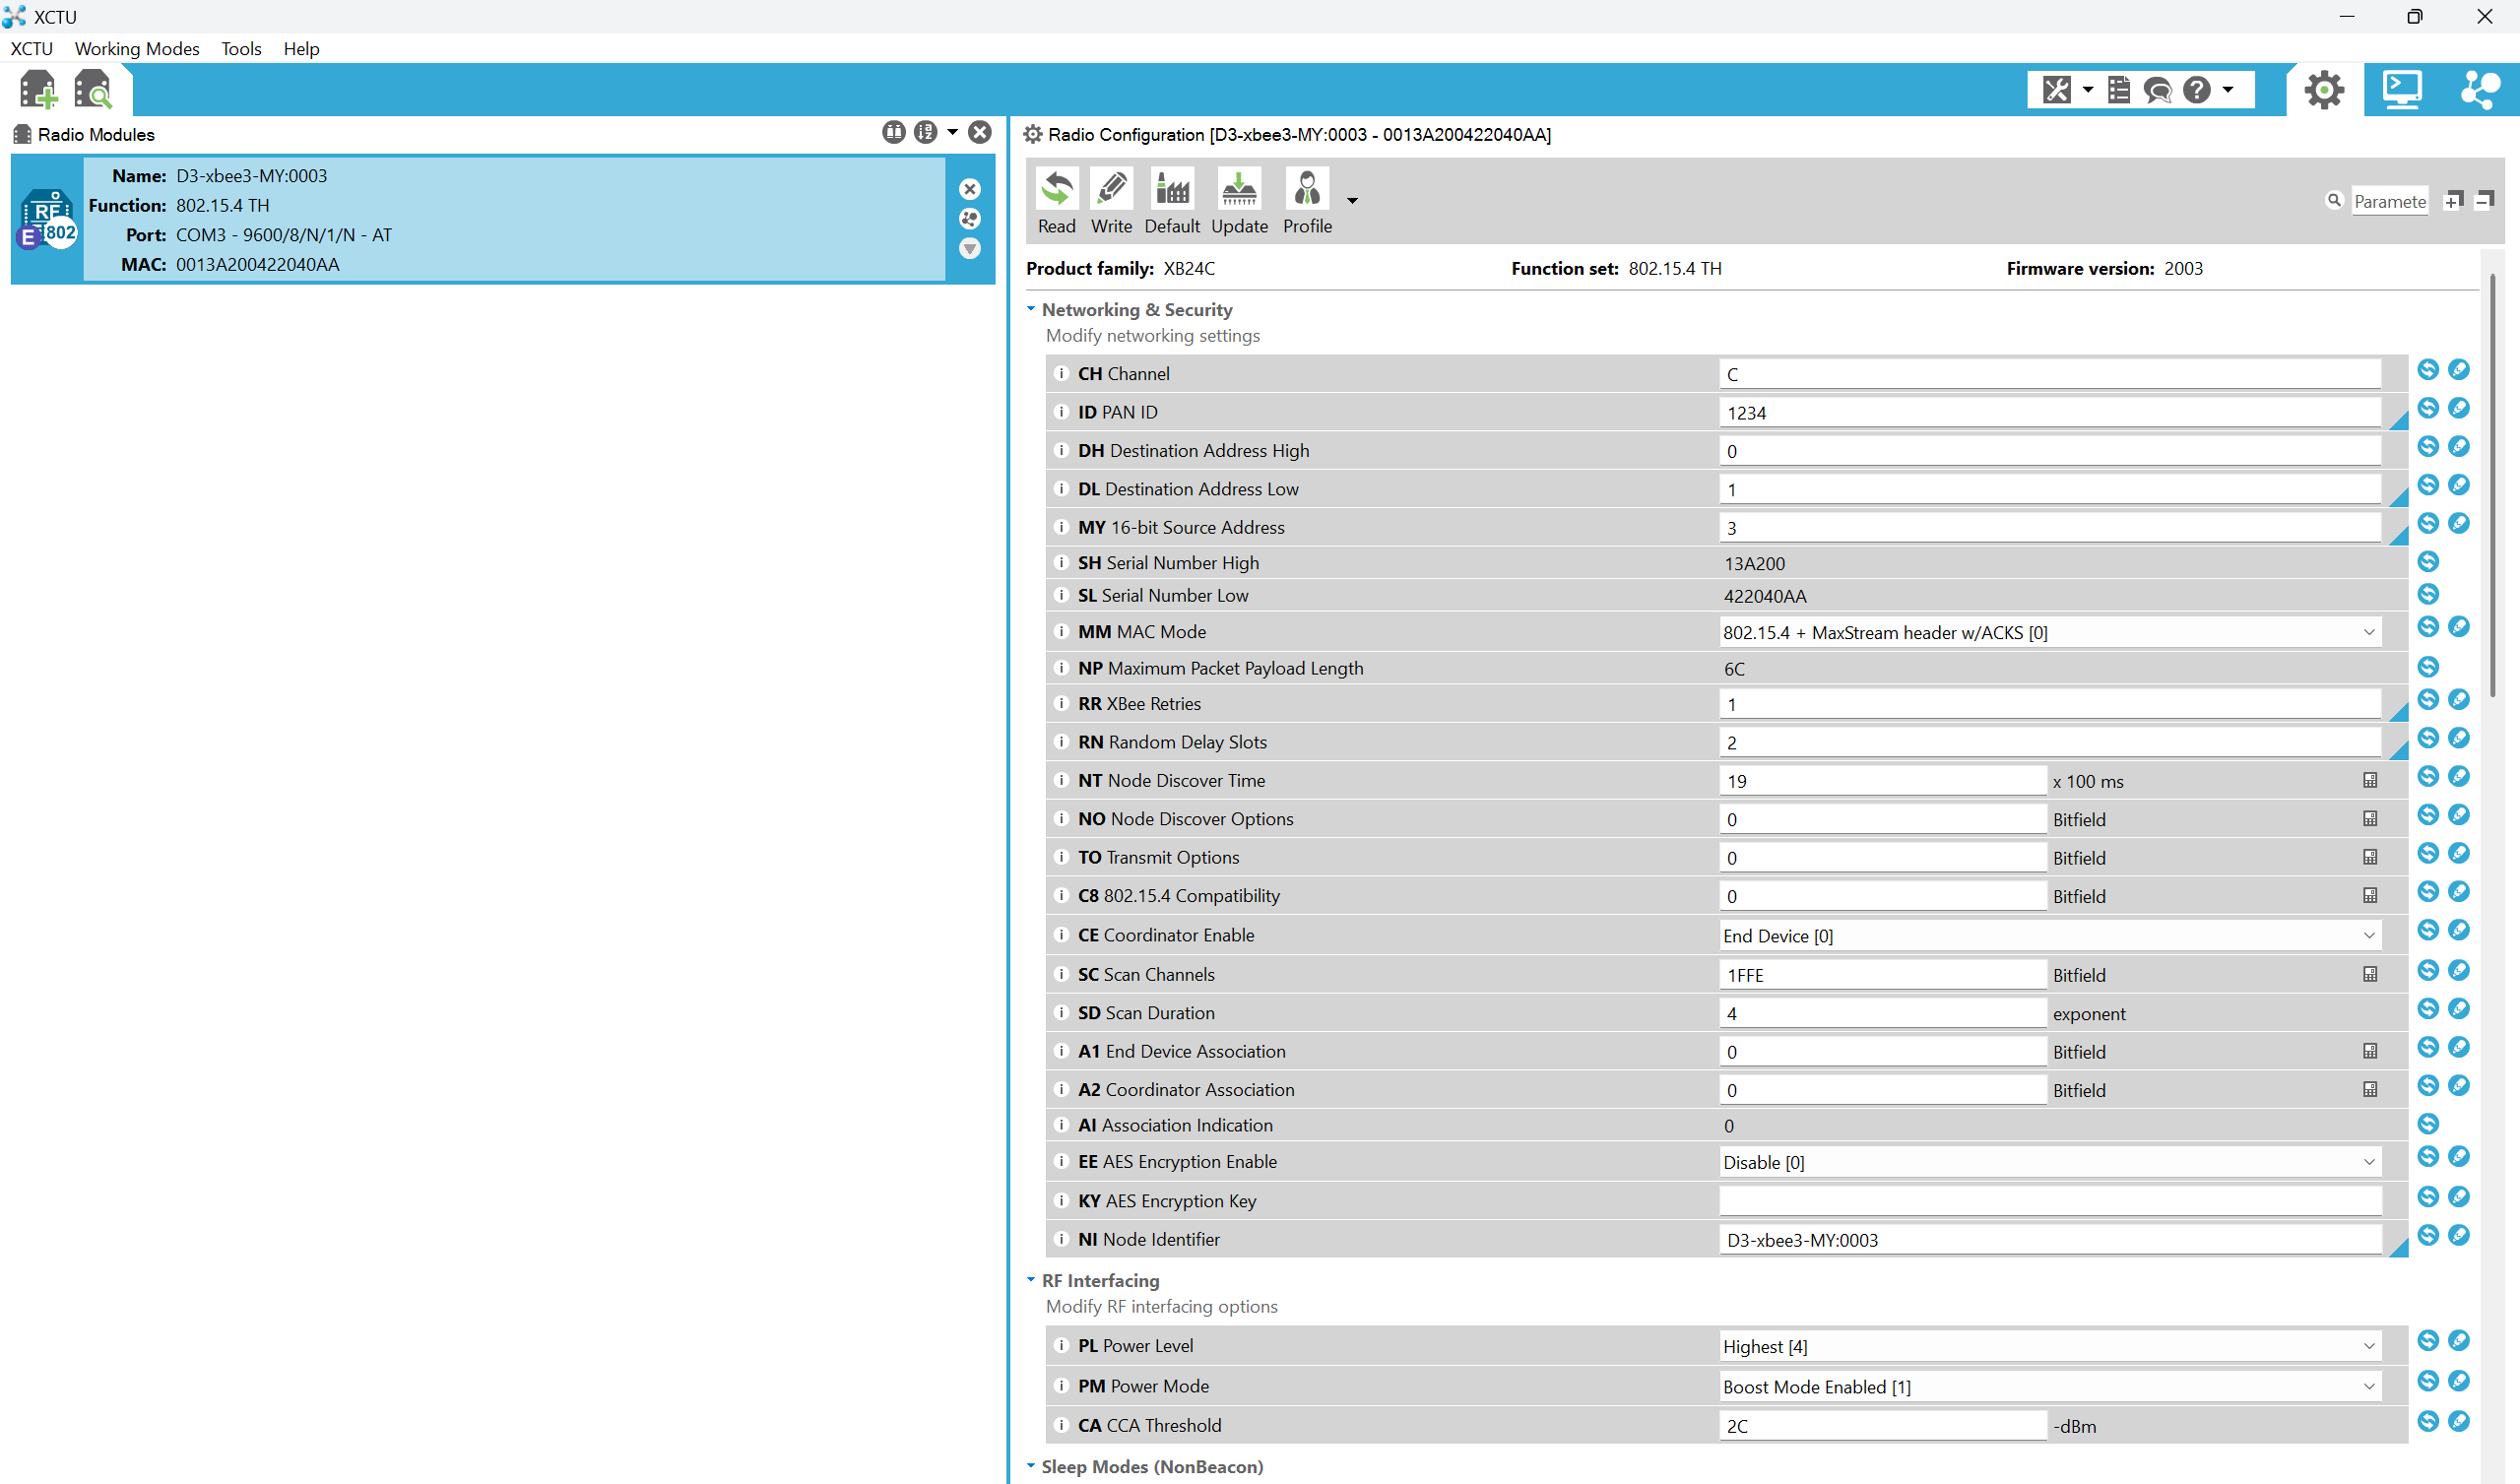 XCTU
XCTU Working Modes Tools Help
Radio Modules
Name: D3-xbee3-MY:0003
Function: 802.15.4 TH
Port: COM3 - 9600/8/N/1/N - AT
MAC: 0013A200422040AA
RF
E 802
Radio Configuration [D3-xbee3-MY:0003 - 0013A200422040AA]
Read Write Default Update Profile
Paramete
Product family: XB24C Function set: 802.15.4 TH Firmware version: 2003
Networking & Security
Modify networking settings
i CH Channel C
i ID PAN ID 1234
i DH Destination Address High 0
i DL Destination Address Low 1
i MY 16-bit Source Address 3
i SH Serial Number High 13A200
i SL Serial Number Low 422040AA
i MM MAC Mode 802.15.4 + MaxStream header w/ACKS [0]
i NP Maximum Packet Payload Length 6C
i RR XBee Retries 1
i RN Random Delay Slots 2
i NT Node Discover Time 19 x 100 ms
i NO Node Discover Options 0 Bitfield
i TO Transmit Options 0 Bitfield
i C8 802.15.4 Compatibility 0 Bitfield
i CE Coordinator Enable End Device [0]
i SC Scan Channels 1FFE Bitfield
i SD Scan Duration 4 exponent
i A1 End Device Association 0 Bitfield
i A2 Coordinator Association 0 Bitfield
i AI Association Indication 0
i EE AES Encryption Enable Disable [0]
i KY AES Encryption Key
i NI Node Identifier D3-xbee3-MY:0003
RF Interfacing
Modify RF interfacing options
i PL Power Level Highest [4]
i PM Power Mode Boost Mode Enabled [1]
i CA CCA Threshold 2C -dBm
Sleep Modes (NonBeacon)